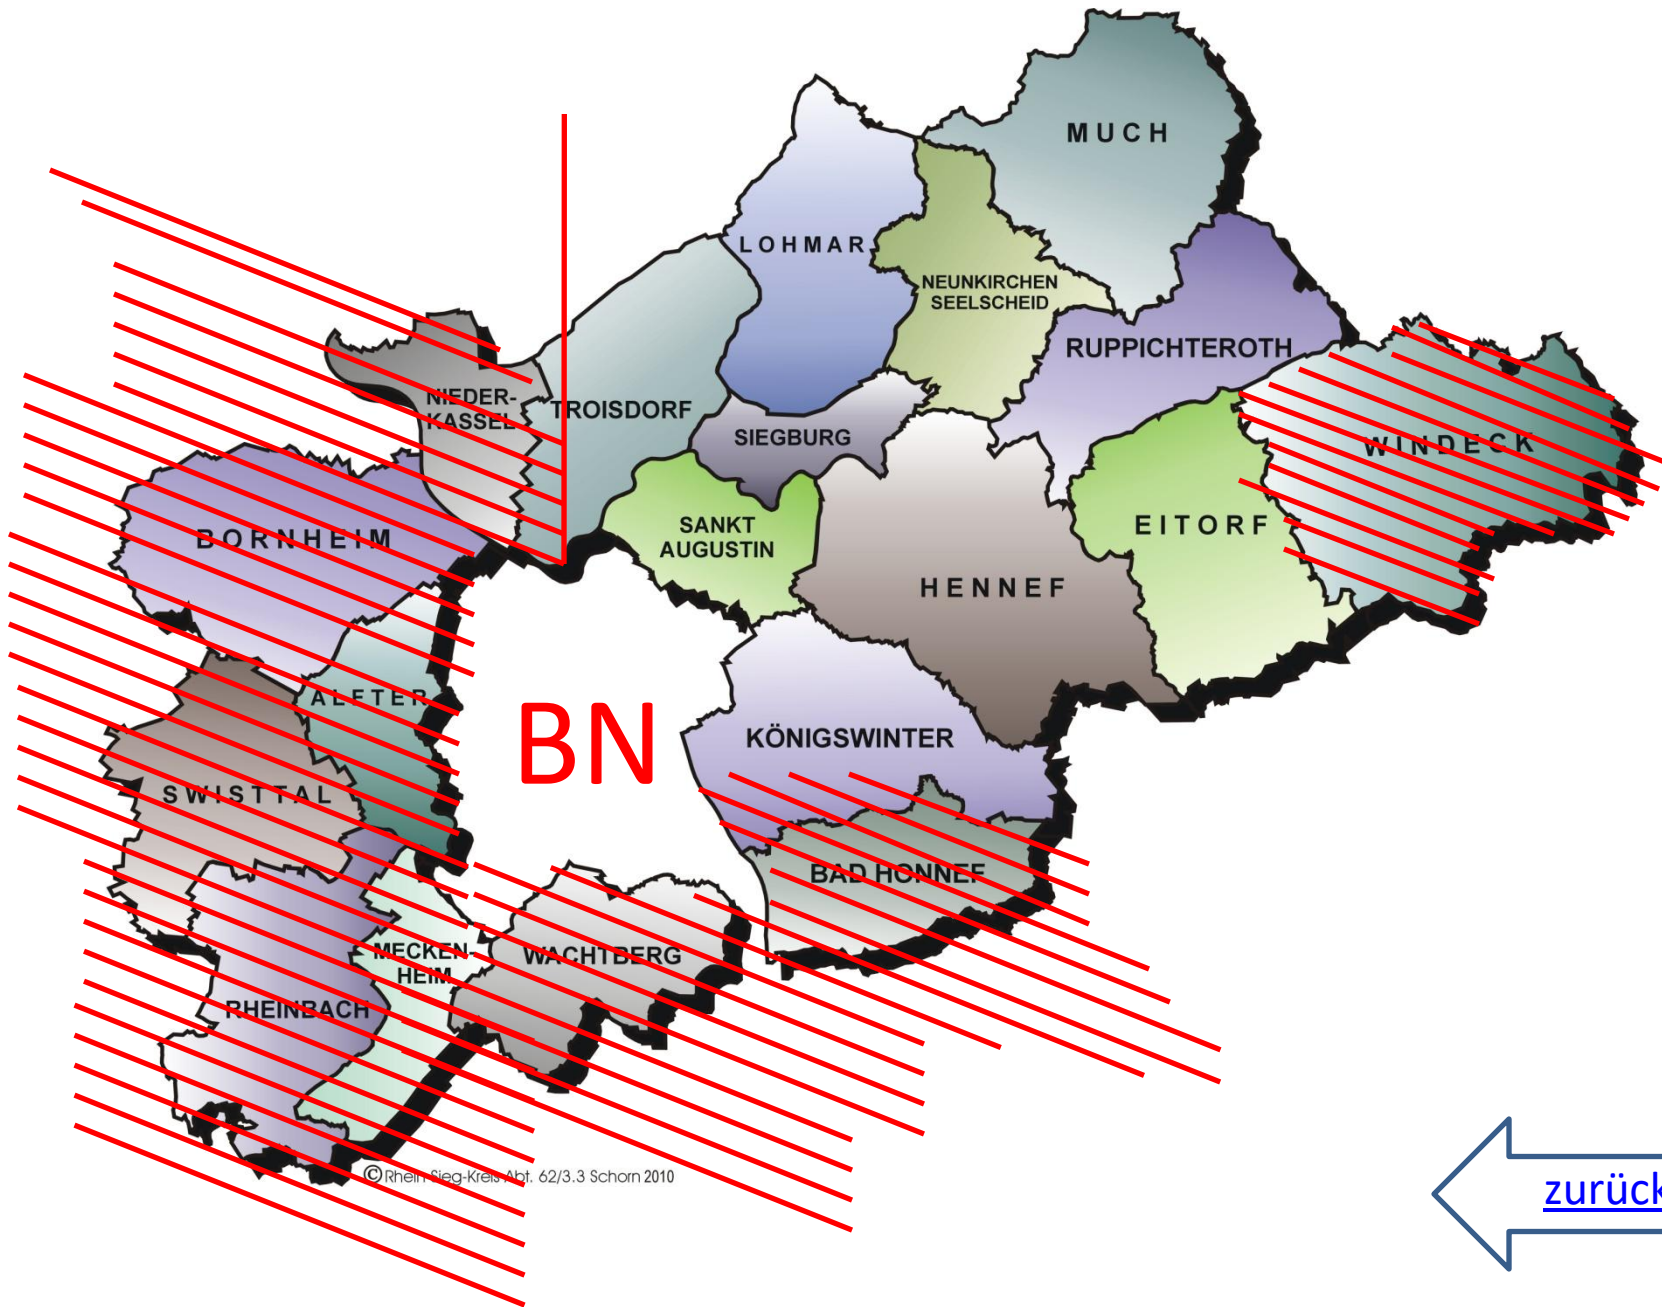 MUCH
LOHMAR
NEUNKIRCHEN
SEELSCHEID
RUPPICHTEROTH
NIEDER-
KASSEL
TROISDORF
SIEGBURG
WINDECK
BORNHEIM
SANKT
AUGUSTIN
EITORF
HENNEF
ALFTER
BN
KÖNIGSWINTER
SWISTTAL
BAD HONNEF
MECKEN-
HEIM
WACHTBERG
RHEINBACH
© Rhein-Sieg-Kreis Abt. 62/3.3 Schorn 2010
zurück